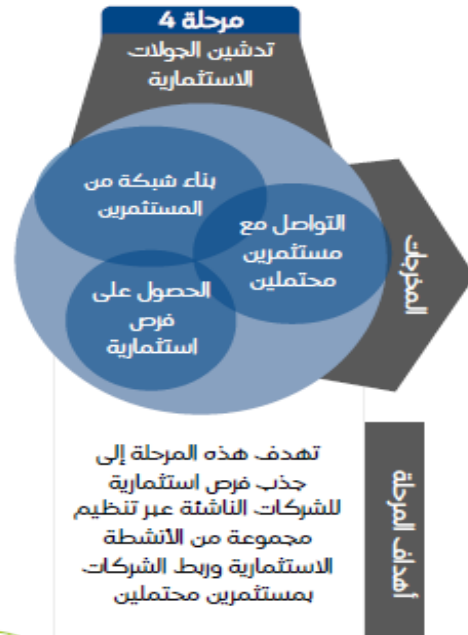 مرحلة 4
تدشين الجولات
الاستثمارية
بناء شبكة من
المستثمرين
التواصل مع
مستثمرين
محتملين
الحصول على
فرص
استثمارية
المخرجات
أهداف المرحلة
تهدف هذه المرحلة إلى
جذب فرص استثمارية
للشركات الناشئة عبر تنظيم
مجموعة من الأنشطة
الاستثمارية وربط الشركات
بمستثمرين محتملين